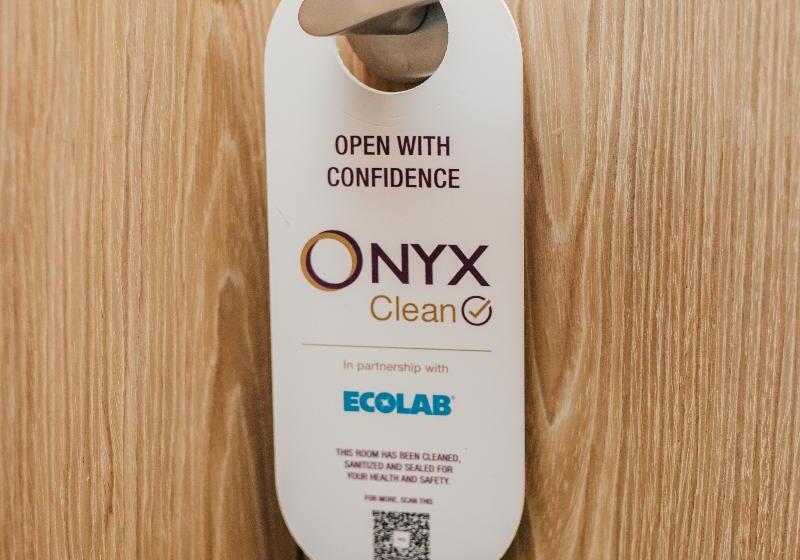 OPEN WITH
CONFIDENCE
ONYX
Clean
In partnership with
ECOLAB®
THIS ROOM HAS BEEN CLEANED,
SANITIZED AND SEALED FOR
YOUR HEALTH AND SAFETY.
FOR MORE, SCAN THIS